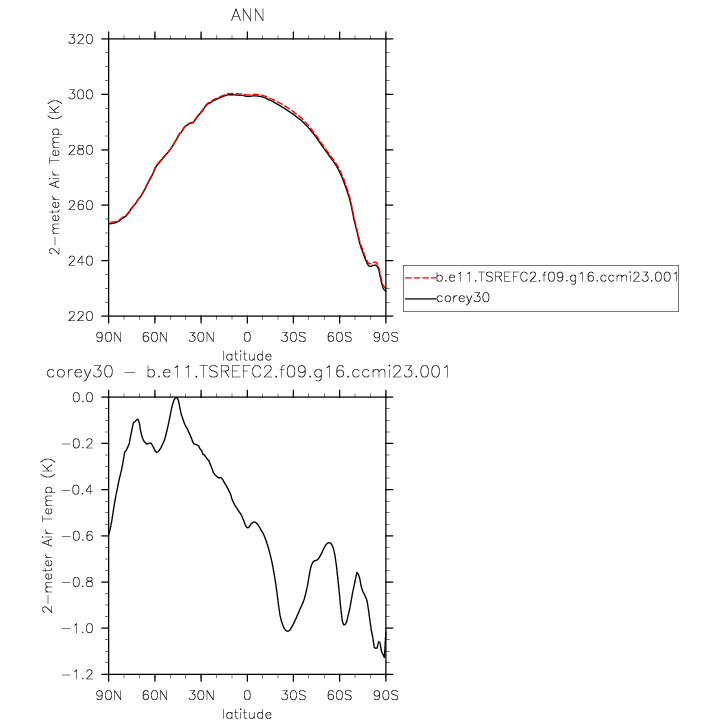 ANN
320
300
280
260
240
220
2-meter Air Temp (K)
90N 60N 30N 0 30S 60S 90S
latitude
b.e11.TSREFC2.f09.g16.ccmi23.001
corey30
corey30 - b.e11.TSREFC2.f09.g16.ccmi23.001
0.0
-0.2
-0.4
-0.6
-0.8
-1.0
-1.2
2-meter Air Temp (K)
90N 60N 30N 0 30S 60S 90S
latitude